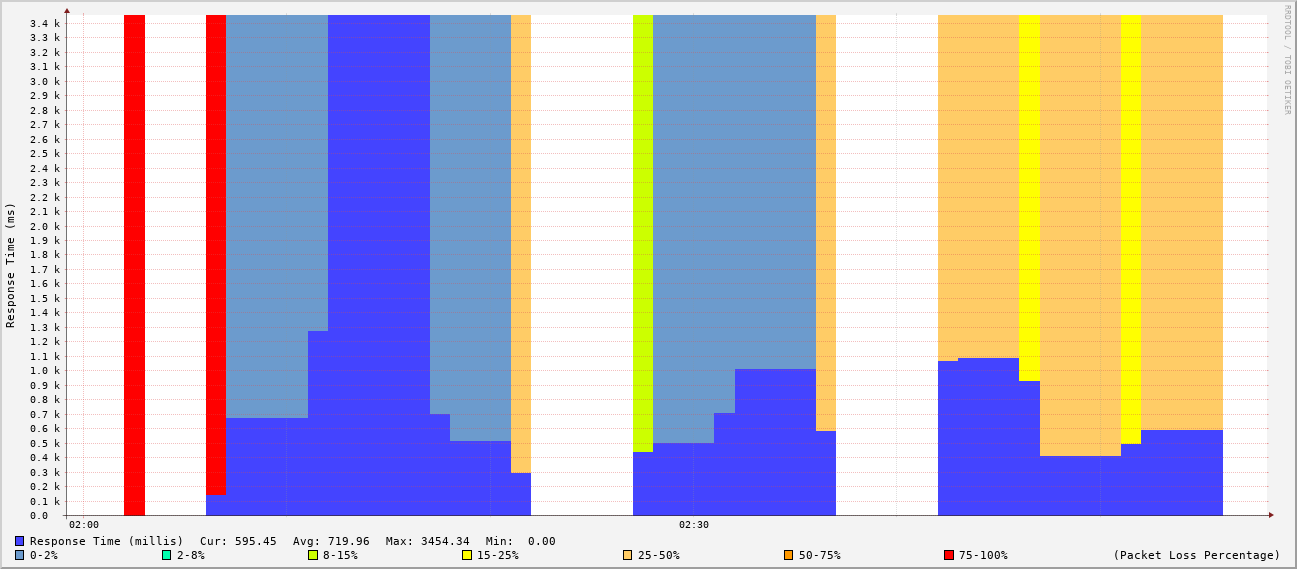 RRDTOOL / TOBI OETIKER
Response Time (ms)
3.4 k
3.3 k
3.2 k
3.1 k
3.0 k
2.9 k
2.8 k
2.7 k
2.6 k
2.5 k
2.4 k
2.3 k
2.2 k
2.1 k
2.0 k
1.9 k
1.8 k
1.7 k
1.6 k
1.5 k
1.4 k
1.3 k
1.2 k
1.1 k
1.0 k
0.9 k
0.8 k
0.7 k
0.6 k
0.5 k
0.4 k
0.3 k
0.2 k
0.1 k
0.0
02:00 02:30
Response Time (millis) Cur: 595.45 Avg: 719.96 Max: 3454.34 Min: 0.00
0-2% 2-8% 8-15% 15-25% 25-50% 50-75% 75-100% (Packet Loss Percentage)